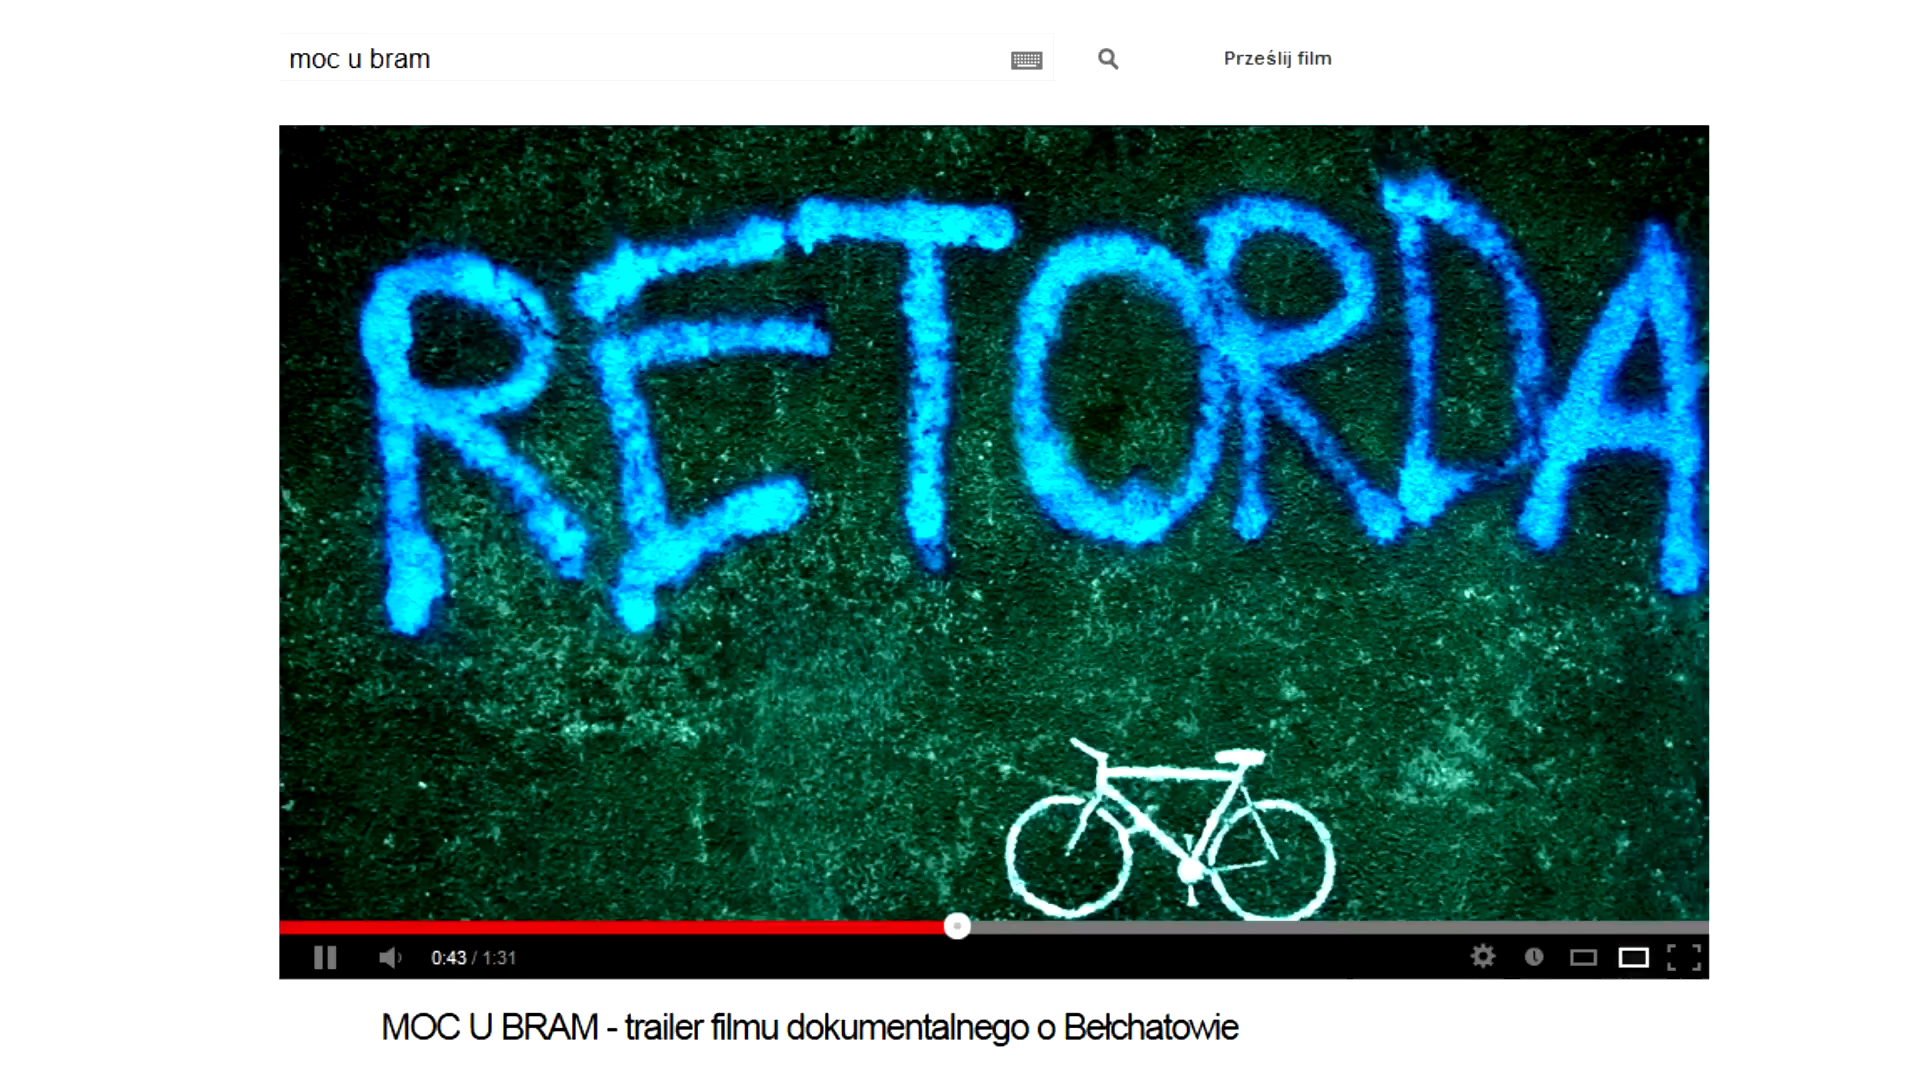 moc u bram
Prześlij film
RETORDA
0:43 / 1:31
MOC U BRAM - trailer filmu dokumentalnego o Bełchatowie